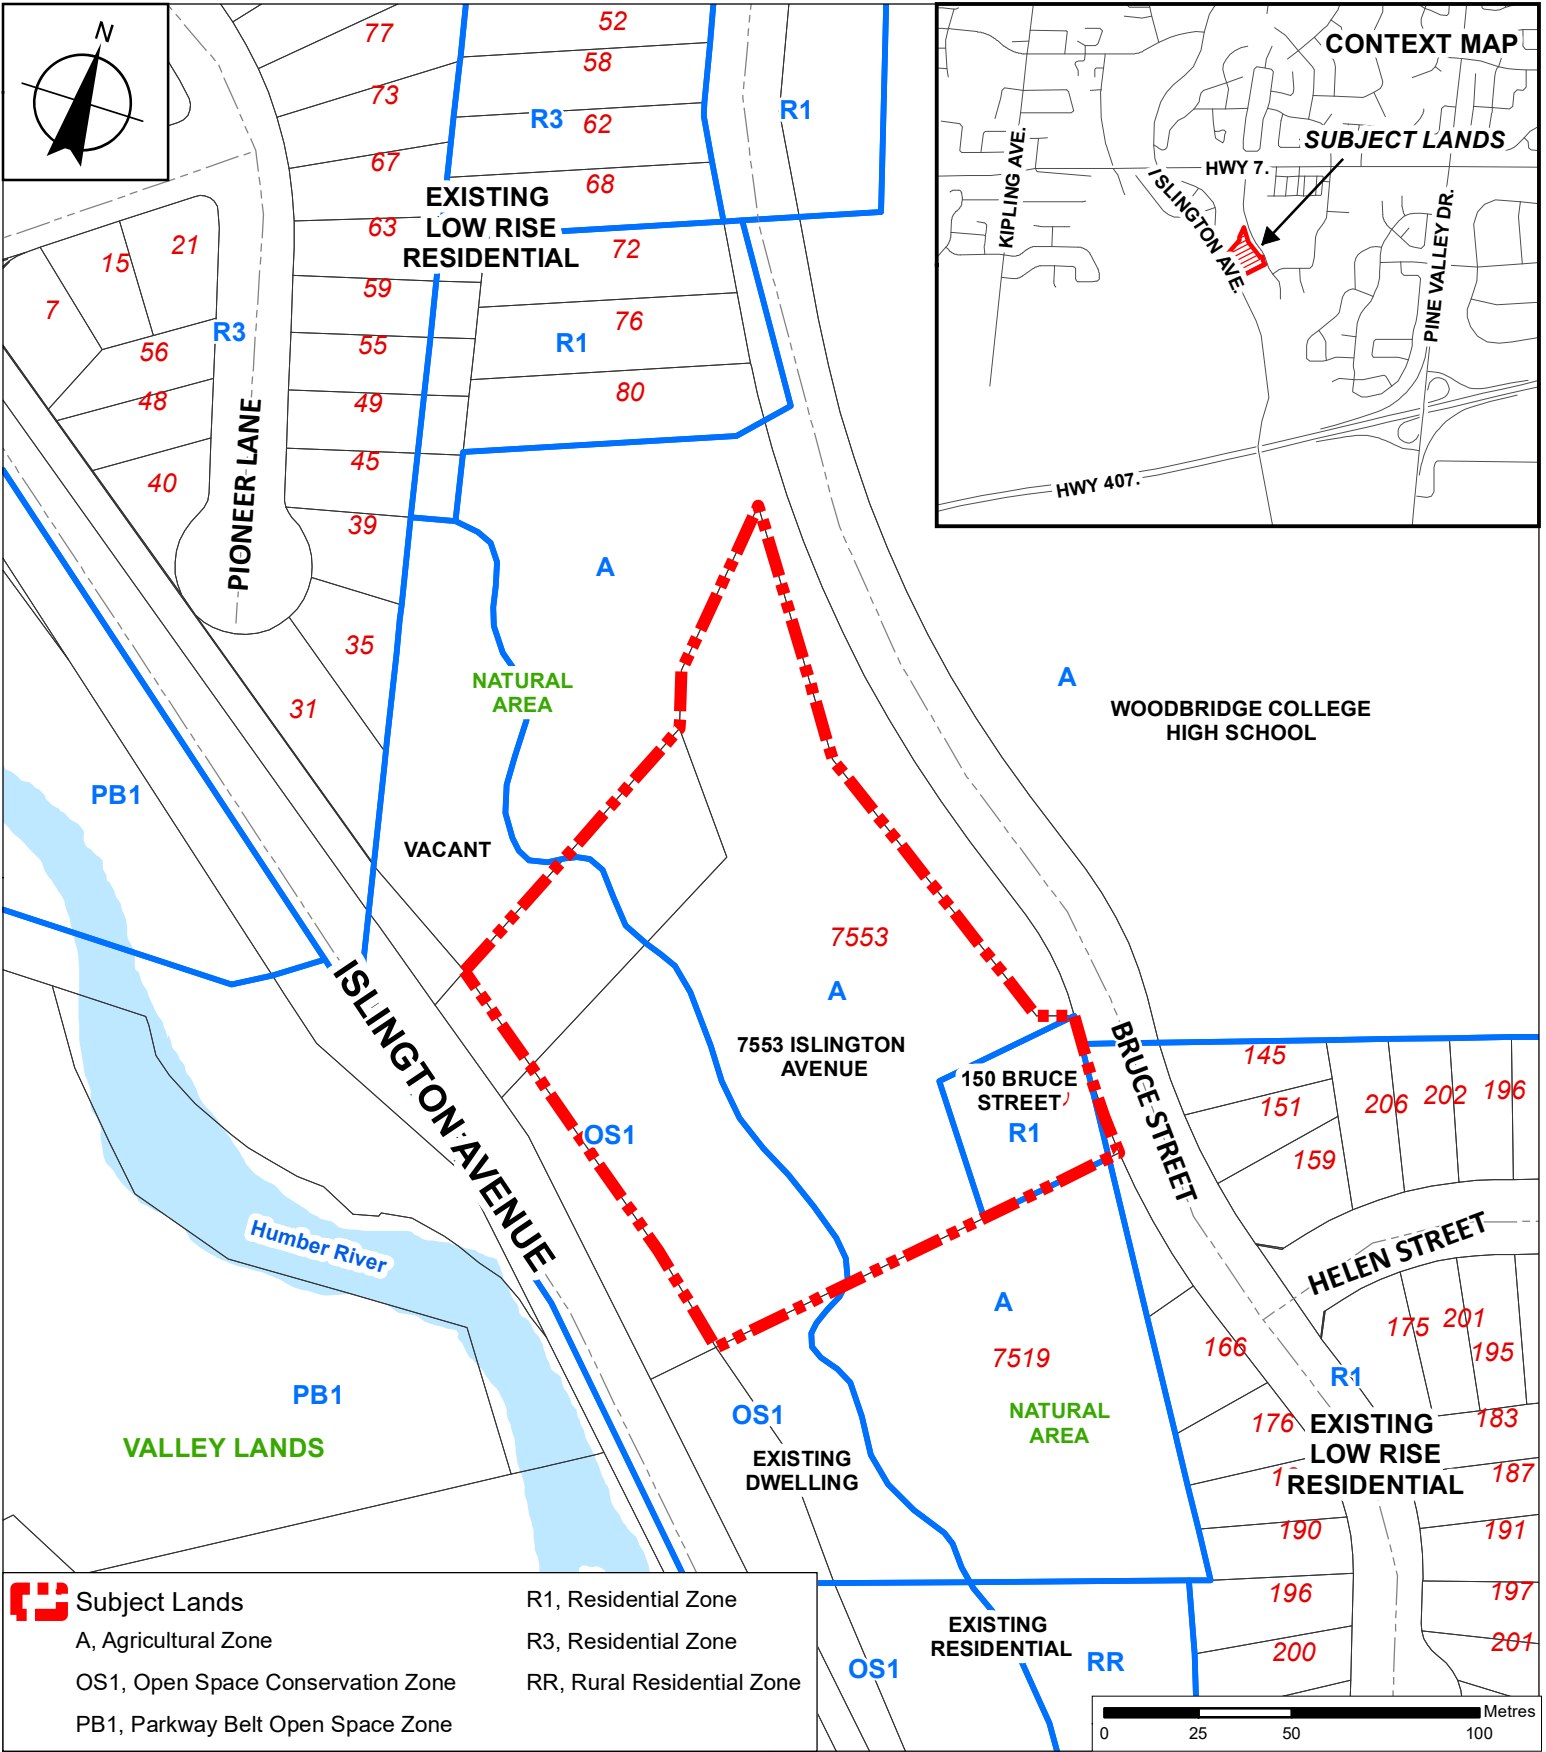 N
CONTEXT MAP
SUBJECT LANDS
HWY 7.
KIPLING AVE.
ISLINGTON AVE.
PINE VALLEY DR.
HWY 407.
77
52
58
73
R3
62
R1
67
68
EXISTING
LOW RISE
RESIDENTIAL
63
72
21
15
7
59
76
R3
R1
56
55
80
48
49
45
40
PIONEER LANE
39
A
35
NATURAL
AREA
31
A
WOODBRIDGE COLLEGE
HIGH SCHOOL
PB1
VACANT
7553
A
7553 ISLINGTON
AVENUE
150 BRUCE
STREET
R1
ISLINGTON AVENUE
BRUCE STREET
145
151
206
202
196
159
OS1
Humber River
HELEN STREET
A
7519
166
175
201
195
R1
PB1
VALLEY LANDS
OS1
NATURAL
AREA
176
EXISTING
LOW RISE
RESIDENTIAL
183
187
EXISTING
DWELLING
190
191
196
197
200
201
EXISTING
RESIDENTIAL
OS1
RR
Subject Lands
A, Agricultural Zone
OS1, Open Space Conservation Zone
PB1, Parkway Belt Open Space Zone
R1, Residential Zone
R3, Residential Zone
RR, Rural Residential Zone
Metres
0 25 50 100